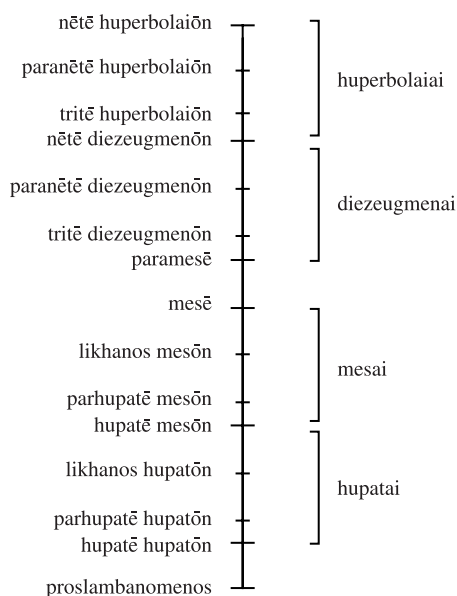 nētē huperbolaiōn
paranētē huperbolaiōn
huperbolaiai
tritē huperbolaiōn
nētē diezeugmenōn
paranētē diezeugmenōn
diezeugmenai
tritē diezeugmenōn
paramesē
mesē
likhanos mesōn
mesai
parhupatē mesōn
hupatē mesōn
likhanos hupatōn
hupatai
parhupatē hupatōn
hupatē hupatōn
proslambanomenos